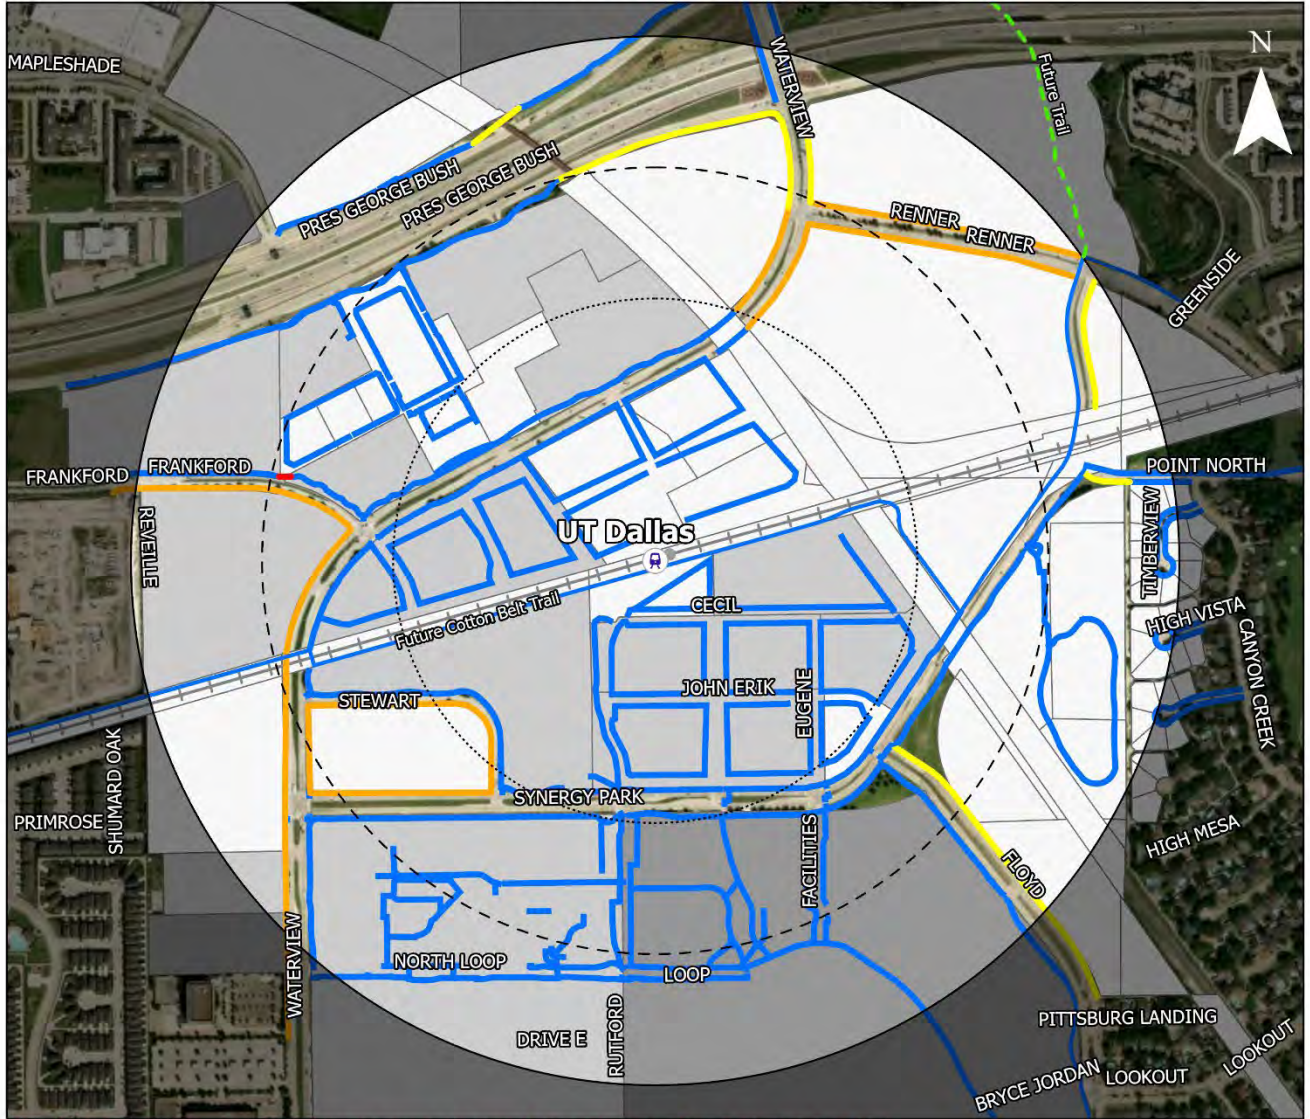 N
MAPLESHADE
WATERVIEW
Future Trail
PRES GEORGE BUSH
PRES GEORGE BUSH
RENNER
RENNER
GREENSIDE
FRANKFORD
FRANKFORD
POINT NORTH
REVEILLE
UT Dallas
TIMBERVIEW
CECIL
Future Cotton Belt Trail
HIGH VISTA
CANYON CREEK
STEWART
JOHN ERIK
EUGENE
SHUMARD OAK
SYNERGY PARK
PRIMROSE
HIGH MESA
FACILITIES
FLOYD
WATERVIEW
NORTH LOOP
LOOP
RUTFORD
DRIVE E
PITTSBURG LANDING
LOOKOUT
BRYCE JORDAN
LOOKOUT